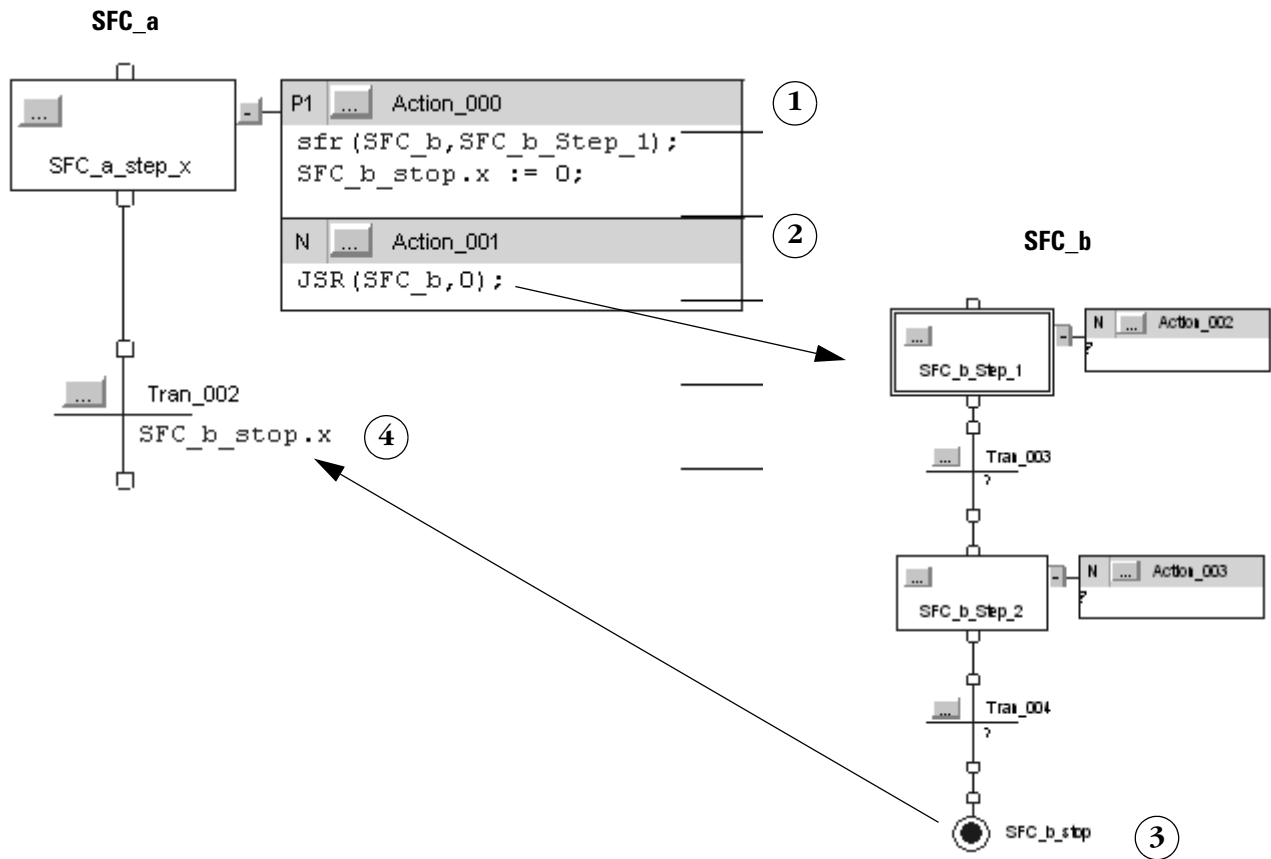 SFC_a
P1 ... Action_000
1
...
sfr(SFC_b,SFC_b_Step_1);
SFC_a_step_x
SFC_b_stop.x := 0;
N ... Action_001
2
SFC_b
JSR(SFC_b,0);
N ... Action_002
...
?
SFC_b_Step_1
... Tran_002
SFC_b_stop.x
4
... Tran_003
?
N ... Action_003
...
?
SFC_b_Step_2
... Tran_004
?
SFC_b_stop
3